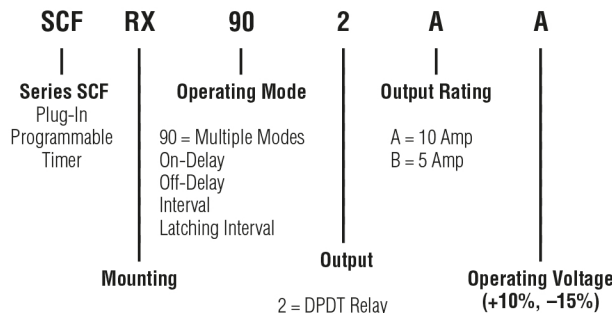 SCF RX 90 2 A A
Series SCF
Plug-In
Programmable
Timer
Operating Mode
90 = Multiple Modes
On-Delay
Off-Delay
Interval
Latching Interval
Output Rating
A = 10 Amp
B = 5 Amp
Mounting
Output
2 = DPDT Relay
Operating Voltage
(+10%, –15%)